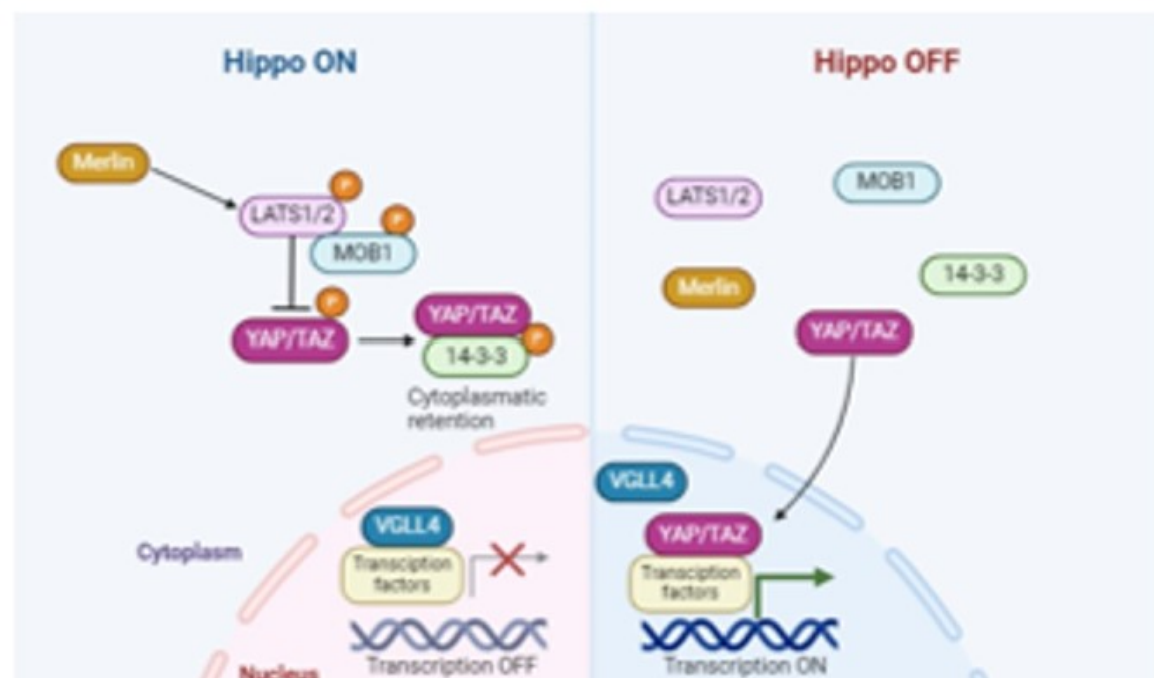 Hippo ON
Merlin
P
LATS1/2
P
MOB1
P
YAP/TAZ
YAP/TAZ
P
14-3-3
Cytoplasmatic
retention
Cytoplasm
VGLL4
Transciption
factors
Transcription OFF
Nucleus
Hippo OFF
LATS1/2
MOB1
14-3-3
Merlin
YAP/TAZ
VGLL4
YAP/TAZ
Transciption
factors
Transcription ON